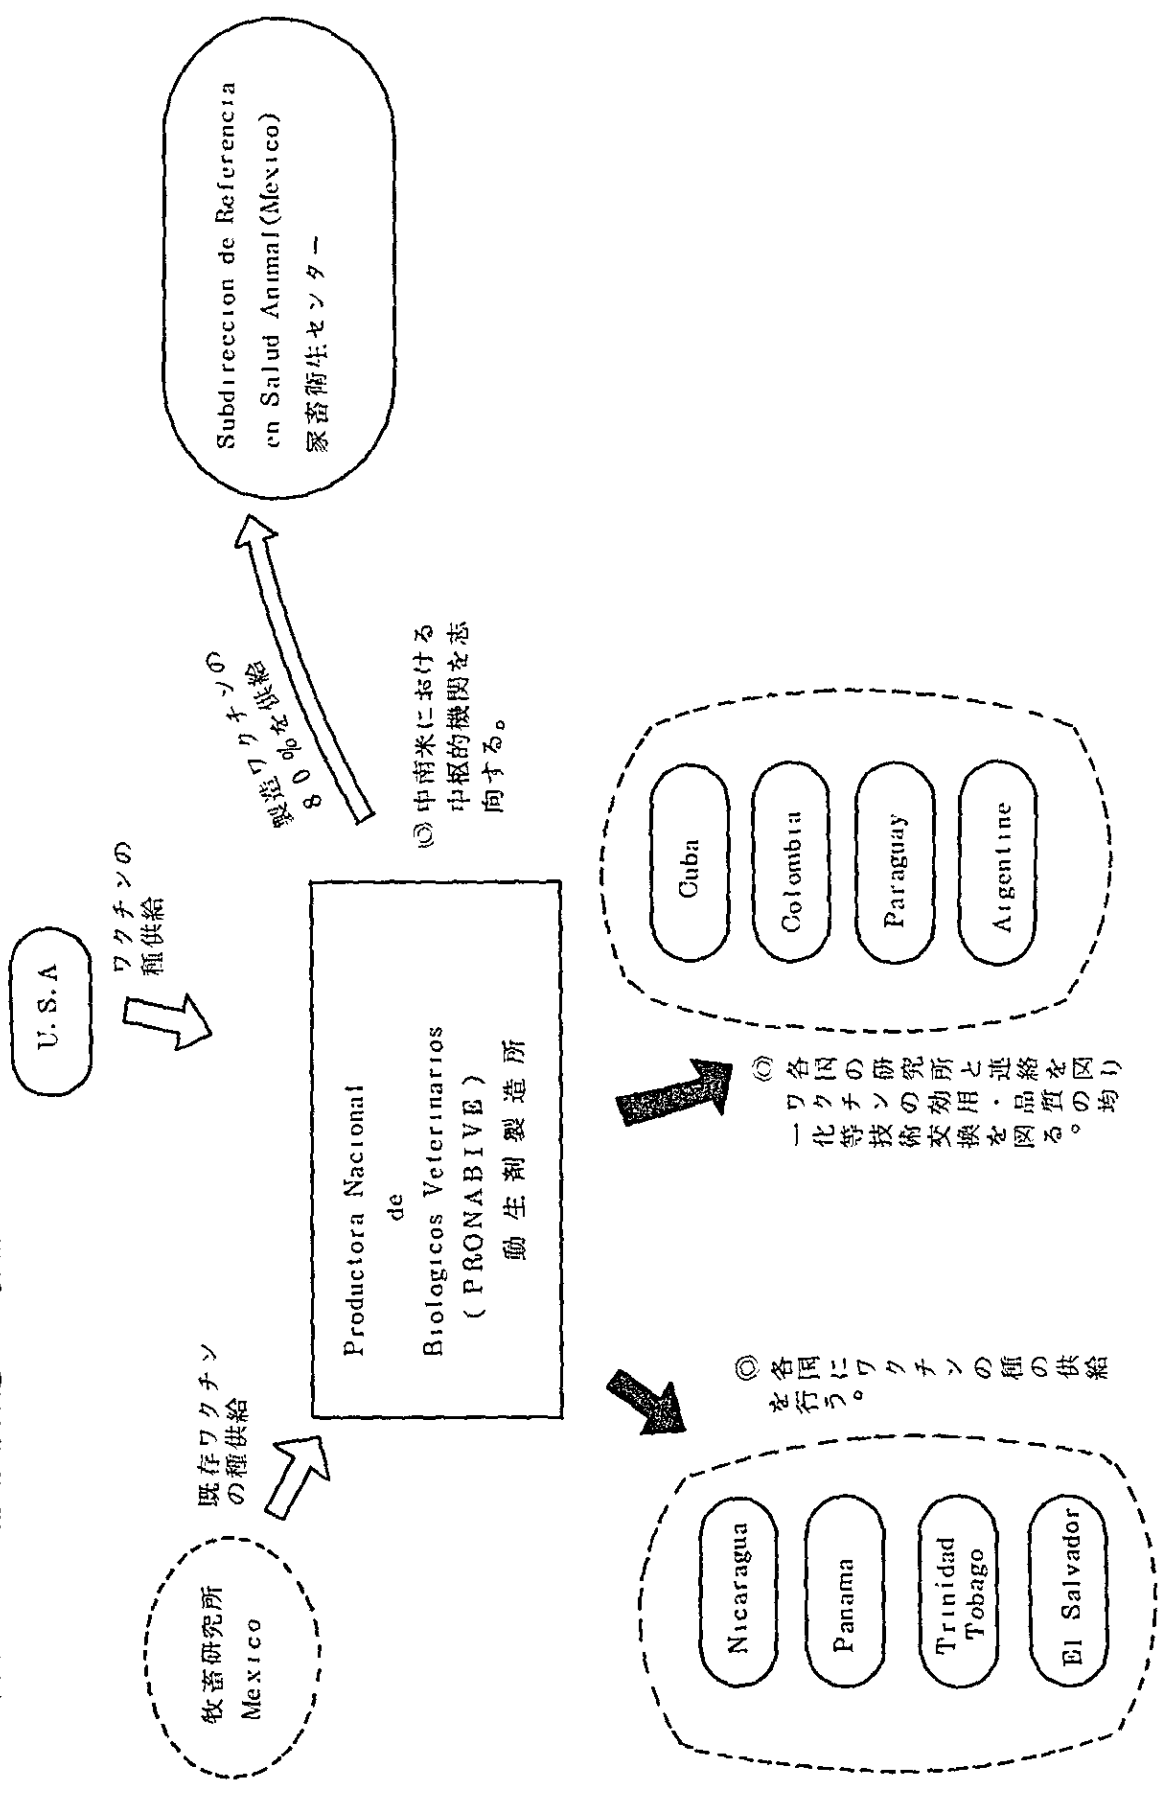 U.S.A
ワクチンの
種供給
牧畜研究所
Mexico
既存ワクチン
の種供給
Productora Nacional
de
Biologicos Veterinarios
(PRONABIVE)
動生剤製造所
製造ワクチンの
80%を供給
Subdireccion de Referencia
en Salud Animal(Mexico)
家畜衛生センター
◎中南米における
中枢的機関を志
向する。
◎各国にワクチンの種の供給
を行う。
Nicaragua
Panama
Trinidad
Tobago
El Salvador
◎各国の研究所と連絡を図り
ワクチンの効用・品質の均
一化等技術交換を図る。
Cuba
Colombia
Paraguay
Argentine